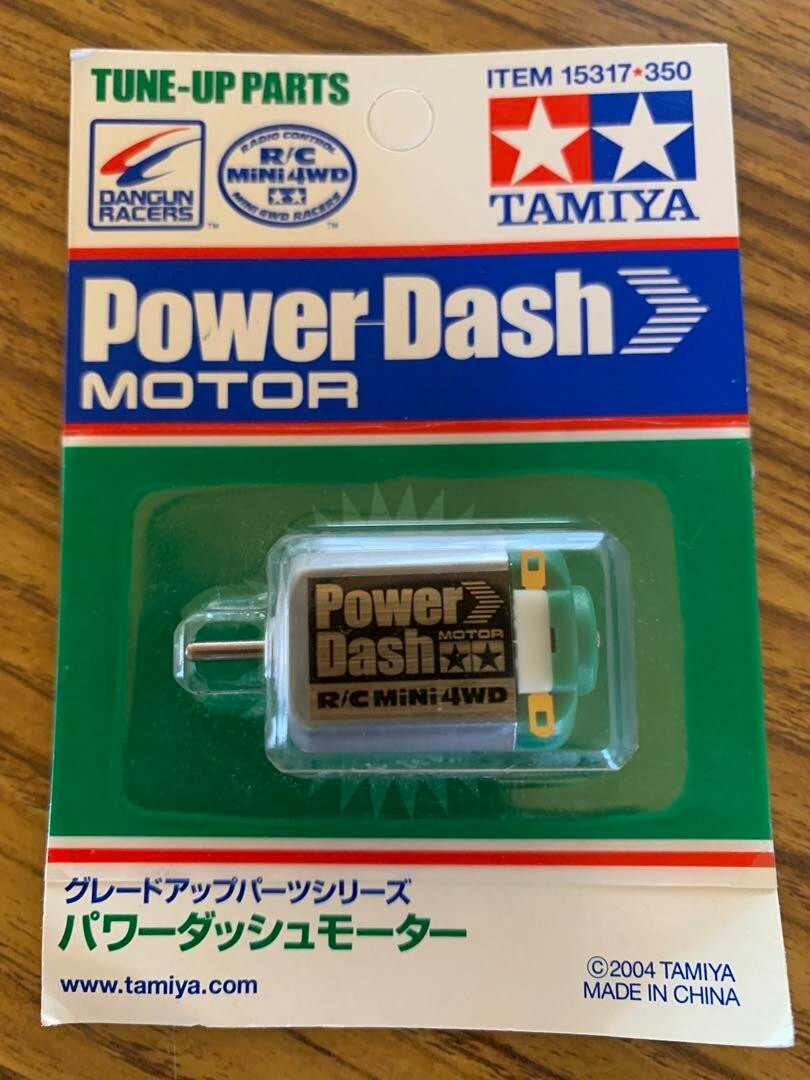 TUNE-UP PARTS
ITEM 15317*350
DANGUN
RACERS
™
RADIO CONTROL
R/C
MiNi 4WD
MINI 4WD RACERS
™
TAMIYA
Power-Dash
MOTOR
Power
Dash
MOTOR
R/C MiNi 4WD
グレードアップパーツシリーズ
パワーダッシュモーター
www.tamiya.com
©2004 TAMIYA
MADE IN CHINA